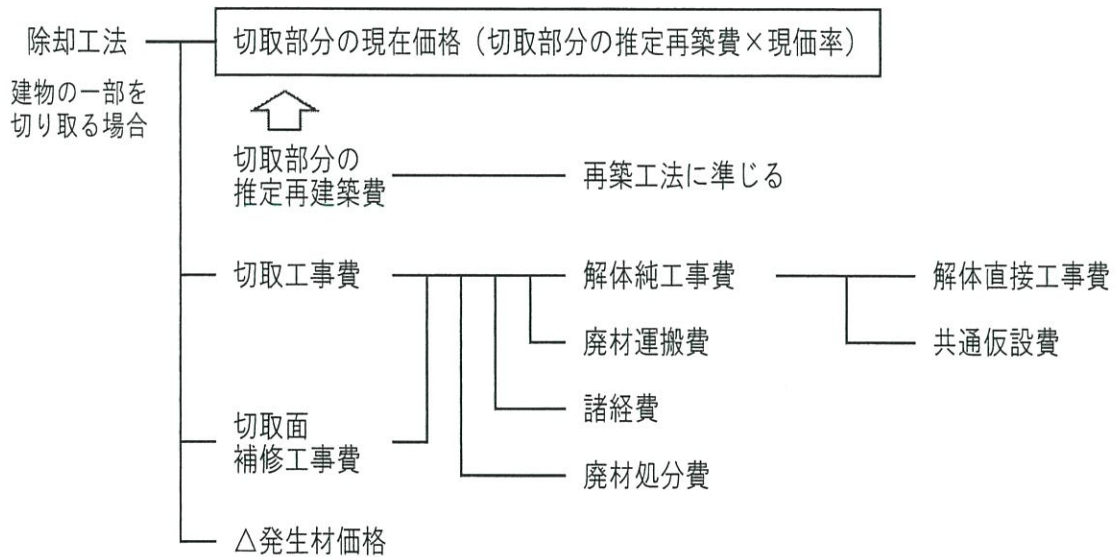 除却工法
建物の一部を
切り取る場合
切取部分の現在価格（切取部分の推定再築費×現価率）
切取部分の
推定再建築費
再築工法に準じる
切取工事費
解体純工事費
解体直接工事費
廃材運搬費
共通仮設費
諸経費
切取面
補修工事費
廃材処分費
△発生材価格